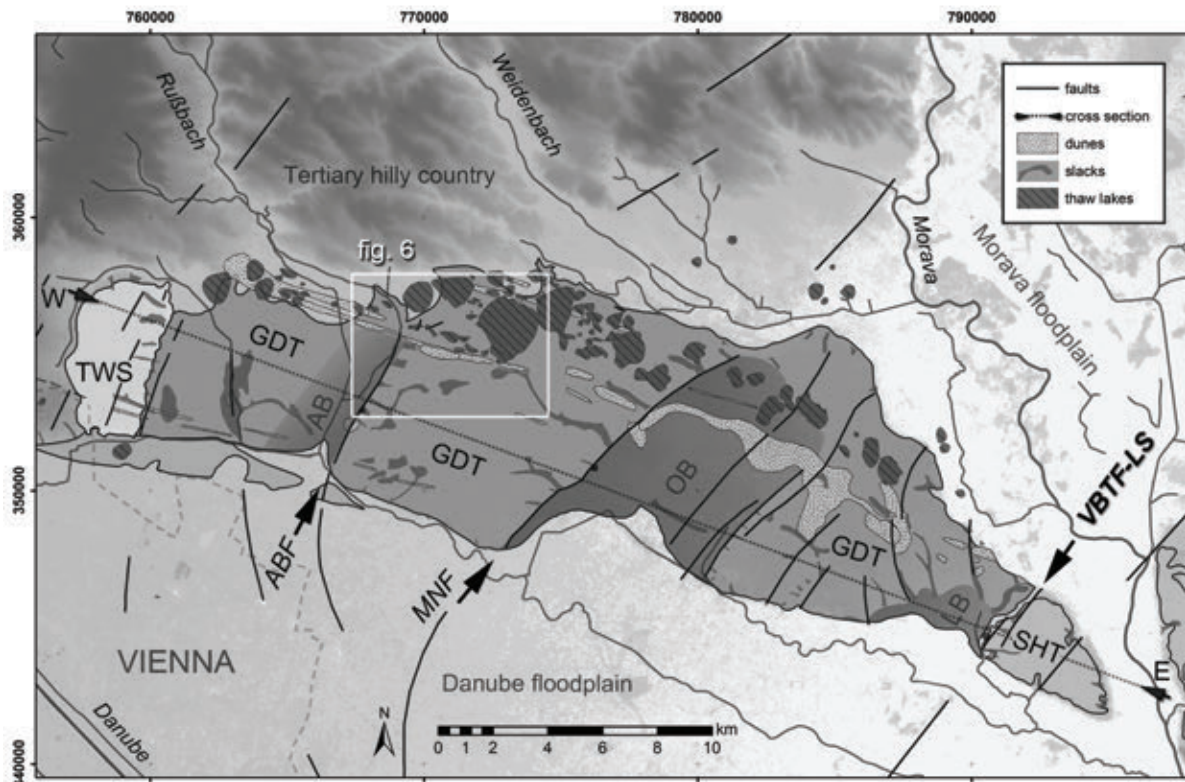 760000
770000
780000
790000
faults
cross section
dunes
slacks
thaw lakes
Rußbach
Weidenbach
Tertiary hilly country
Morava
Morava floodplain
360000
fig. 6
W
TWS
GDT
AB
GDT
OB
GDT
VBTF-LS
350000
ABF
MNF
SHT
E
VIENNA
Danube floodplain
Danube
N
km
0 1 2 4 6 8 10